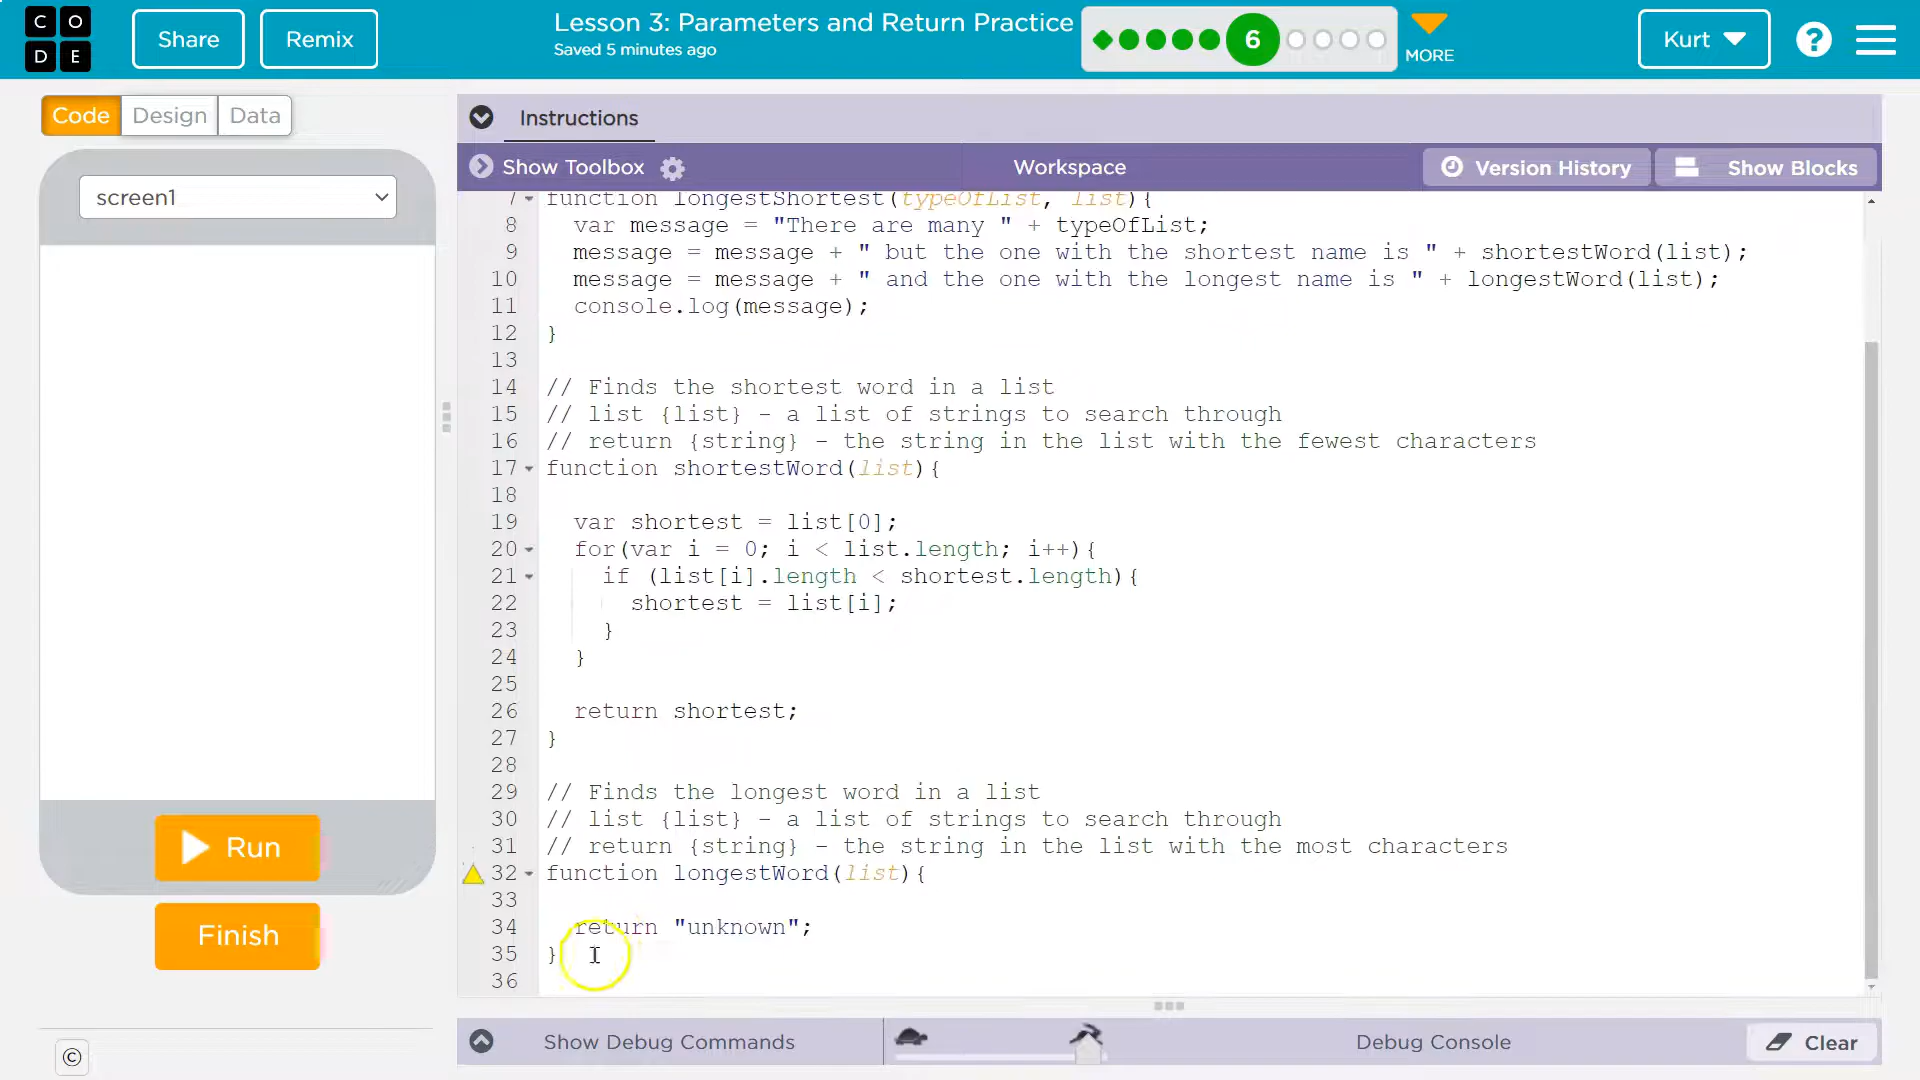 CODE
Share
Remix
Lesson 3: Parameters and Return Practice
Saved 5 minutes ago
6
MORE
Kurt
?
Code
Design
Data
Instructions
Show Toolbox
Workspace
Version History
Show Blocks
screen1
7 function longestShortest(typeOfList, list){
8 var message = "There are many " + typeOfList;
9 message = message + " but the one with the shortest name is " + shortestWord(list);
10 message = message + " and the one with the longest name is " + longestWord(list);
11 console.log(message);
12 }
13
14 // Finds the shortest word in a list
15 // list {list} - a list of strings to search through
16 // return {string} - the string in the list with the fewest characters
17 function shortestWord(list){
18
19 var shortest = list[0];
20 for(var i = 0; i < list.length; i++){
21 if (list[i].length < shortest.length){
22 shortest = list[i];
23 }
24 }
25
26 return shortest;
27 }
28
29 // Finds the longest word in a list
30 // list {list} - a list of strings to search through
31 // return {string} - the string in the list with the most characters
32 function longestWord(list){
33
34 return "unknown";
35 }
36
Run
Finish
©
Show Debug Commands
Debug Console
Clear